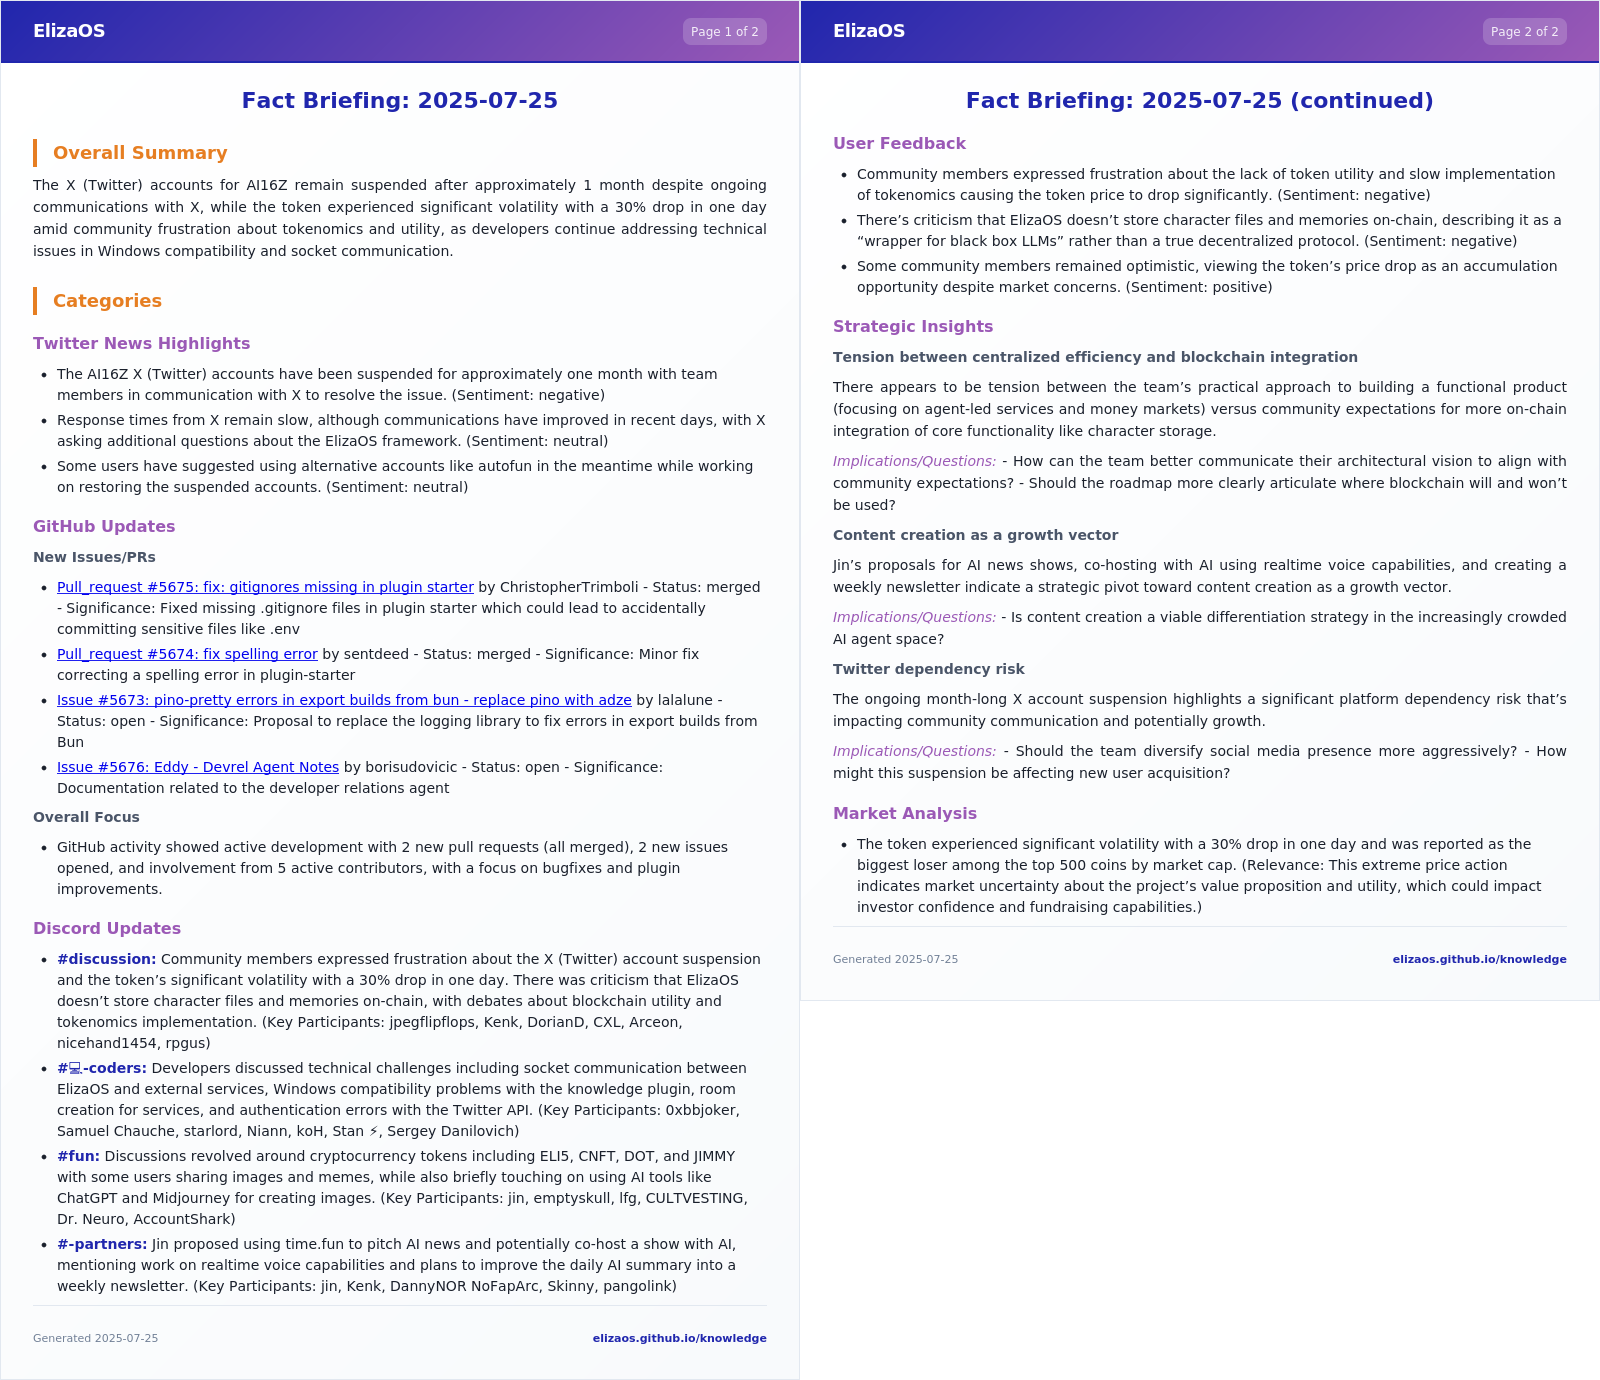 ElizaOS
Page 1 of 2
Fact Briefing: 2025-07-25
Overall Summary
The X (Twitter) accounts for AI16Z remain suspended after approximately 1 month despite ongoing
communications with X, while the token experienced significant volatility with a 30% drop in one day
amid community frustration about tokenomics and utility, as developers continue addressing technical
issues in Windows compatibility and socket communication.
Categories
Twitter News Highlights
• The AI16Z X (Twitter) accounts have been suspended for approximately one month with team
members in communication with X to resolve the issue. (Sentiment: negative)
• Response times from X remain slow, although communications have improved in recent days, with X
asking additional questions about the ElizaOS framework. (Sentiment: neutral)
• Some users have suggested using alternative accounts like autofun in the meantime while working
on restoring the suspended accounts. (Sentiment: neutral)
GitHub Updates
New Issues/PRs
• Pull_request #5675: fix: gitignores missing in plugin starter by ChristopherTrimboli - Status: merged
- Significance: Fixed missing .gitignore files in plugin starter which could lead to accidentally
committing sensitive files like .env
• Pull_request #5674: fix spelling error by sentdeed - Status: merged - Significance: Minor fix
correcting a spelling error in plugin-starter
• Issue #5673: pino-pretty errors in export builds from bun - replace pino with adze by lalalune -
Status: open - Significance: Proposal to replace the logging library to fix errors in export builds from
Bun
• Issue #5676: Eddy - Devrel Agent Notes by borisudovicic - Status: open - Significance:
Documentation related to the developer relations agent
Overall Focus
• GitHub activity showed active development with 2 new pull requests (all merged), 2 new issues
opened, and involvement from 5 active contributors, with a focus on bugfixes and plugin
improvements.
Discord Updates
• #discussion: Community members expressed frustration about the X (Twitter) account suspension
and the token’s significant volatility with a 30% drop in one day. There was criticism that ElizaOS
doesn’t store character files and memories on-chain, with debates about blockchain utility and
tokenomics implementation. (Key Participants: jpegflipflops, Kenk, DorianD, CXL, Arceon,
nicehand1454, rpgus)
• #💻-coders: Developers discussed technical challenges including socket communication between
ElizaOS and external services, Windows compatibility problems with the knowledge plugin, room
creation for services, and authentication errors with the Twitter API. (Key Participants: 0xbbjoker,
Samuel Chauche, starlord, Niann, koH, Stan ⚡, Sergey Danilovich)
• #fun: Discussions revolved around cryptocurrency tokens including ELI5, CNFT, DOT, and JIMMY
with some users sharing images and memes, while also briefly touching on using AI tools like
ChatGPT and Midjourney for creating images. (Key Participants: jin, emptyskull, lfg, CULTVESTING,
Dr. Neuro, AccountShark)
• #-partners: Jin proposed using time.fun to pitch AI news and potentially co-host a show with AI,
mentioning work on realtime voice capabilities and plans to improve the daily AI summary into a
weekly newsletter. (Key Participants: jin, Kenk, DannyNOR NoFapArc, Skinny, pangolink)
Generated 2025-07-25
elizaos.github.io/knowledge
ElizaOS
Page 2 of 2
Fact Briefing: 2025-07-25 (continued)
User Feedback
• Community members expressed frustration about the lack of token utility and slow implementation
of tokenomics causing the token price to drop significantly. (Sentiment: negative)
• There’s criticism that ElizaOS doesn’t store character files and memories on-chain, describing it as a
“wrapper for black box LLMs” rather than a true decentralized protocol. (Sentiment: negative)
• Some community members remained optimistic, viewing the token’s price drop as an accumulation
opportunity despite market concerns. (Sentiment: positive)
Strategic Insights
Tension between centralized efficiency and blockchain integration
There appears to be tension between the team’s practical approach to building a functional product
(focusing on agent-led services and money markets) versus community expectations for more on-chain
integration of core functionality like character storage.
Implications/Questions: - How can the team better communicate their architectural vision to align with
community expectations? - Should the roadmap more clearly articulate where blockchain will and won’t
be used?
Content creation as a growth vector
Jin’s proposals for AI news shows, co-hosting with AI using realtime voice capabilities, and creating a
weekly newsletter indicate a strategic pivot toward content creation as a growth vector.
Implications/Questions: - Is content creation a viable differentiation strategy in the increasingly crowded
AI agent space?
Twitter dependency risk
The ongoing month-long X account suspension highlights a significant platform dependency risk that’s
impacting community communication and potentially growth.
Implications/Questions: - Should the team diversify social media presence more aggressively? - How
might this suspension be affecting new user acquisition?
Market Analysis
• The token experienced significant volatility with a 30% drop in one day and was reported as the
biggest loser among the top 500 coins by market cap. (Relevance: This extreme price action
indicates market uncertainty about the project’s value proposition and utility, which could impact
investor confidence and fundraising capabilities.)
Generated 2025-07-25
elizaos.github.io/knowledge